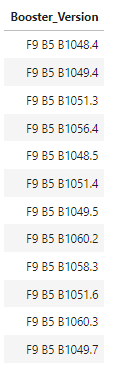 Booster_Version
F9 B5 B1048.4
F9 B5 B1049.4
F9 B5 B1051.3
F9 B5 B1056.4
F9 B5 B1048.5
F9 B5 B1051.4
F9 B5 B1049.5
F9 B5 B1060.2
F9 B5 B1058.3
F9 B5 B1051.6
F9 B5 B1060.3
F9 B5 B1049.7